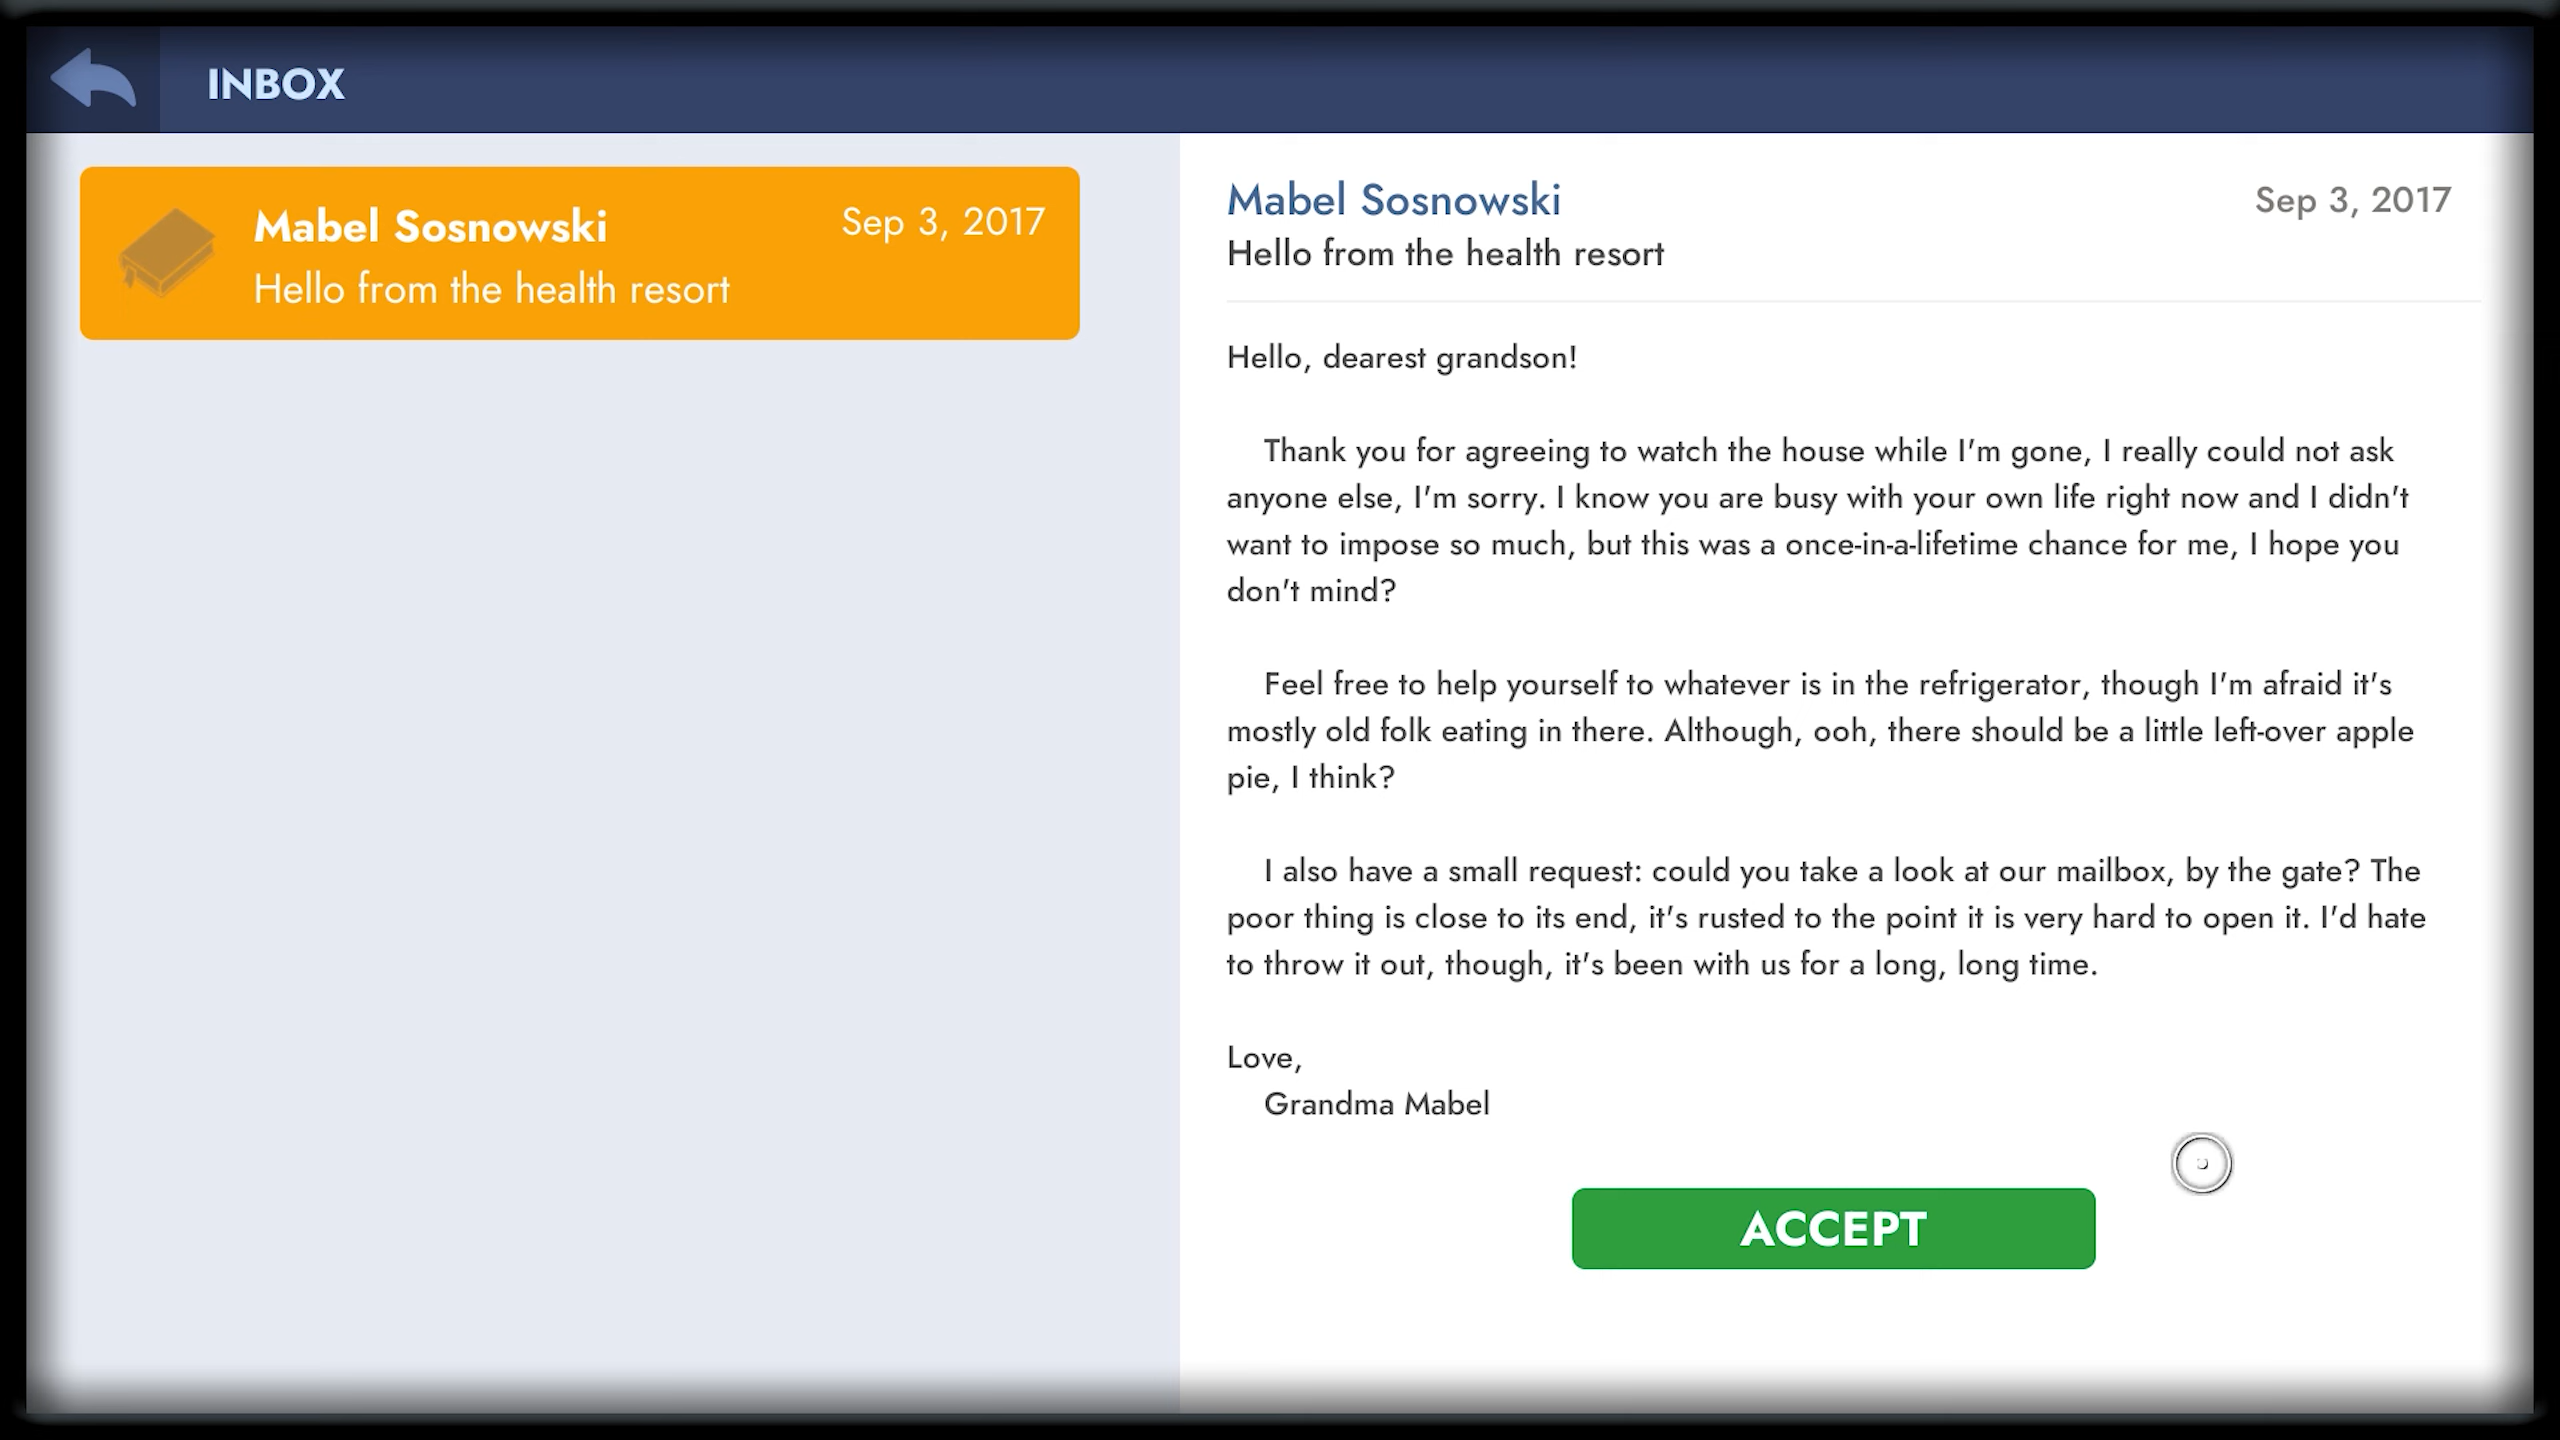 INBOX
Mabel Sosnowski
Sep 3, 2017
Hello from the health resort
Mabel Sosnowski
Sep 3, 2017
Hello from the health resort
Hello, dearest grandson!
Thank you for agreeing to watch the house while I'm gone, I really could not ask
anyone else, I'm sorry. I know you are busy with your own life right now and I didn't
want to impose so much, but this was a once-in-a-lifetime chance for me, I hope you
don't mind?
Feel free to help yourself to whatever is in the refrigerator, though I'm afraid it's
mostly old folk eating in there. Although, ooh, there should be a little left-over apple
pie, I think?
I also have a small request: could you take a look at our mailbox, by the gate? The
poor thing is close to its end, it's rusted to the point it is very hard to open it. I'd hate
to throw it out, though, it's been with us for a long, long time.
Love,
Grandma Mabel
ACCEPT